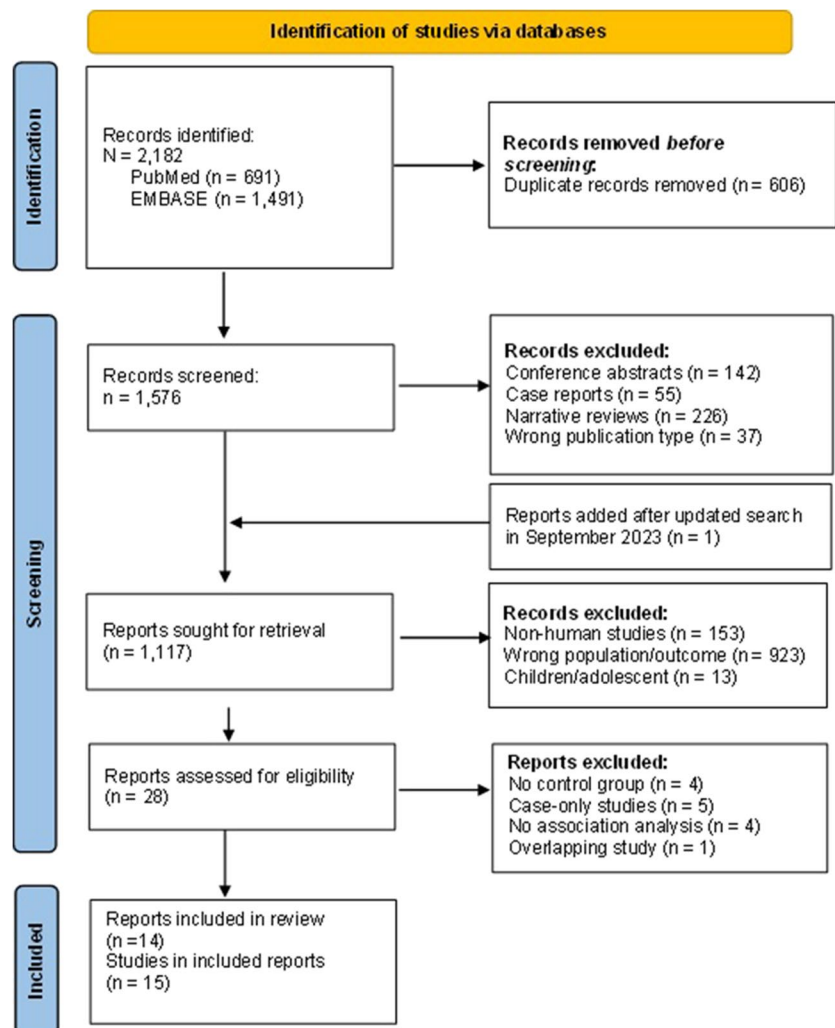 Identification of studies via databases
Identification
Records identified:
N = 2,182
PubMed (n = 691)
EMBASE (n = 1,491)
Records removed before
screening:
Duplicate records removed (n = 606)
Screening
Records screened:
n = 1,576
Records excluded:
Conference abstracts (n = 142)
Case reports (n = 55)
Narrative reviews (n = 226)
Wrong publication type (n = 37)
Reports added after updated search
in September 2023 (n = 1)
Reports sought for retrieval
(n = 1,117)
Records excluded:
Non-human studies (n = 153)
Wrong population/outcome (n = 923)
Children/adolescent (n = 13)
Reports assessed for eligibility
(n = 28)
Reports excluded:
No control group (n = 4)
Case-only studies (n = 5)
No association analysis (n = 4)
Overlapping study (n = 1)
Included
Reports included in review
(n =14)
Studies in included reports
(n = 15)